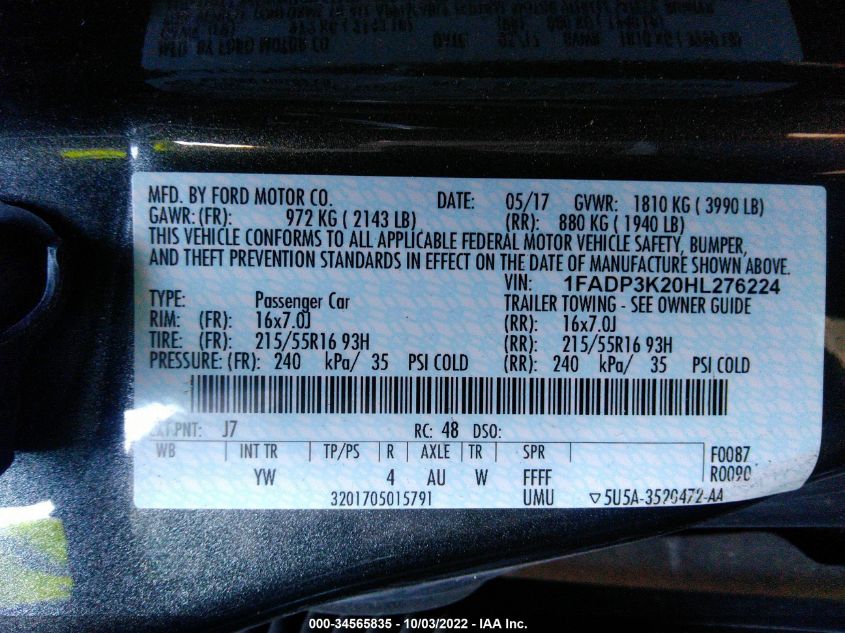 MFD. BY FORD MOTOR CO. DATE: 05/17 GVWR: 1810 KG ( 3990 LB)
GAWR: (FR): 972 KG ( 2143 LB) (RR): 880 KG ( 1940 LB)
THIS VEHICLE CONFORMS TO ALL APPLICABLE FEDERAL MOTOR VEHICLE SAFETY, BUMPER,
AND THEFT PREVENTION STANDARDS IN EFFECT ON THE DATE OF MANUFACTURE SHOWN ABOVE.
VIN: 1FADP3K20HL276224
TYPE: Passenger Car TRAILER TOWING - SEE OWNER GUIDE
RIM: (FR): 16x7.0J (RR): 16x7.0J
TIRE: (FR): 215/55R16 93H (RR): 215/55R16 93H
PRESSURE: (FR): 240 kPa/ 35 PSI COLD (RR): 240 kPa/ 35 PSI COLD
EXT.PNT: J7 RC: 48 DSO:
WB INT TR TP/PS R AXLE TR SPR F0087
YW 4 AU W FFFF R0090
3201705015791 UMU 5U5A-3520472-AA
000-34565835 - 10/03/2022 - IAA Inc.